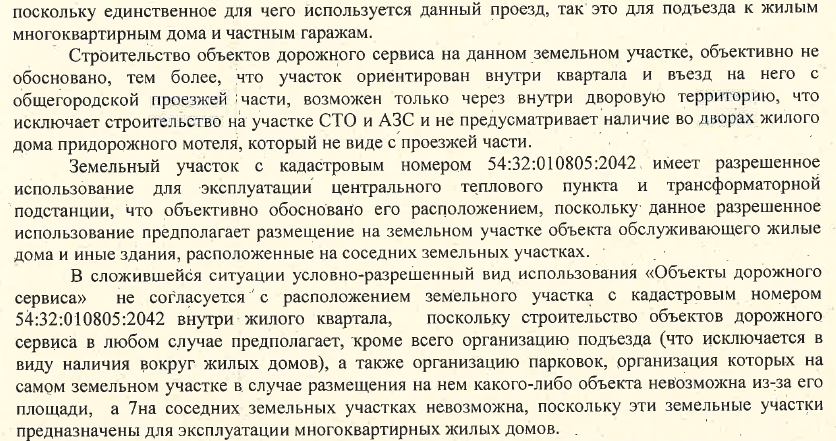 поскольку единственное для чего используется данный проезд, так это для подъезда к жилым
многоквартирным дома и частным гаражам.
Строительство объектов дорожного сервиса на данном земельном участке, объективно не
обосновано, тем более, что участок ориентирован внутри квартала и въезд на него с
общегородской проезжей части, возможен только через внутри дворовую территорию, что
исключает строительство на участке СТО и АЗС и не предусматривает наличие во дворах жилого
дома придорожного мотеля, который не виде с проезжей части.
Земельный участок с кадастровым номером 54:32:010805:2042 имеет разрешенное
использование для эксплуатации центрального теплового пункта и трансформаторной
подстанции, что объективно обосновано его расположением, поскольку данное разрешенное
использование предполагает размещение на земельном участке объекта обслуживающего жилые
дома и иные здания, расположенные на соседних земельных участках.
В сложившейся ситуации условно-разрешенный вид использования «Объекты дорожного
сервиса» не согласуется с расположением земельного участка с кадастровым номером
54:32:010805:2042 внутри жилого квартала, поскольку строительство объектов дорожного
сервиса в любом случае предполагает, кроме всего организацию подъезда (что исключается в
виду наличия вокруг жилых домов), а также организацию парковок, организация которых на
самом земельном участке в случае размещения на нем какого-либо объекта невозможна из-за его
площади, а 7на соседних земельных участках невозможна, поскольку эти земельные участки
предназначены для эксплуатации многоквартирных жилых домов.